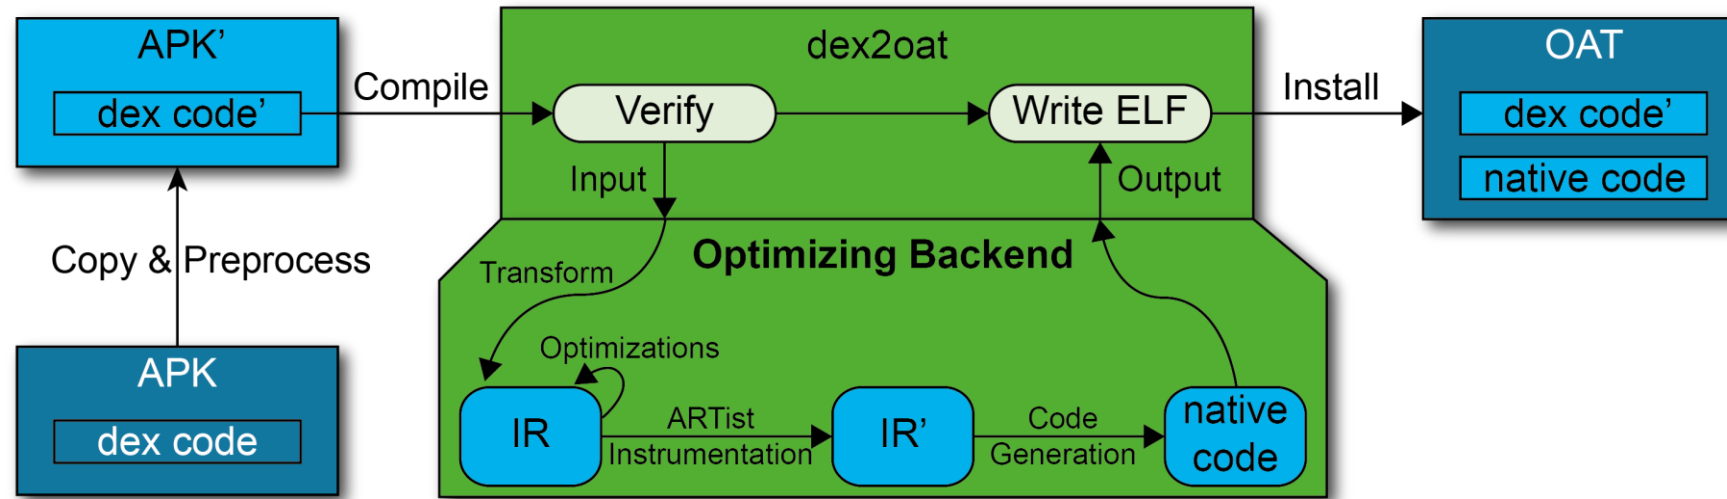 APK’
dex code’
Copy & Preprocess
APK
dex code
Compile
dex2oat
Verify
Write ELF
Input
Output
Optimizing Backend
Transform
Optimizations
IR
ARTist
Instrumentation
IR’
Code
Generation
native
code
Install
OAT
dex code’
native code